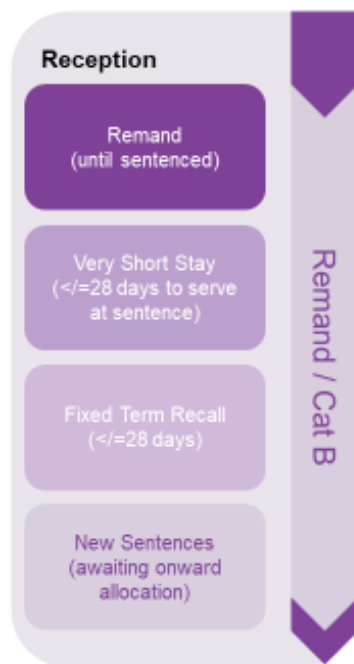 Reception
Remand
(until sentenced)
Very Short Stay
(</=28 days to serve
at sentence)
Fixed Term Recall
(</=28 days)
New Sentences
(awaiting onward
allocation)
Remand / Cat B